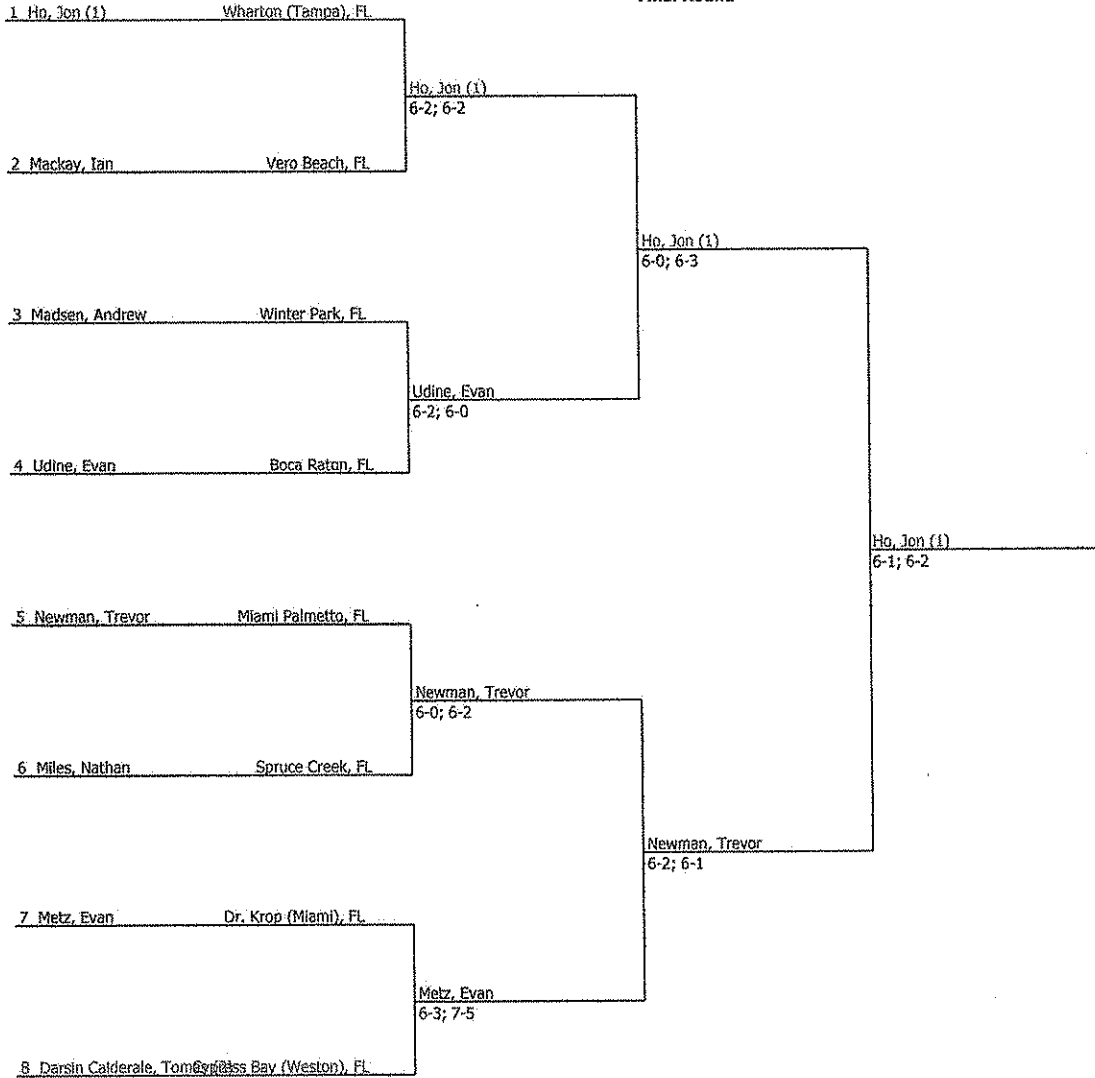 1 Ho, Jon (1) Wharton (Tampa), FL
Ho, Jon (1)
6-2; 6-2
2 Mackay, Ian Vero Beach, FL
Ho, Jon (1)
6-0; 6-3
3 Madsen, Andrew Winter Park, FL
Udine, Evan
6-2; 6-0
4 Udine, Evan Boca Raton, FL
Ho, Jon (1)
6-1; 6-2
5 Newman, Trevor Miami Palmetto, FL
Newman, Trevor
6-0; 6-2
6 Miles, Nathan Spruce Creek, FL
Newman, Trevor
6-2; 6-1
7 Metz, Evan Dr. Krop (Miami), FL
Metz, Evan
6-3; 7-5
8 Darsin Calderale, Bay (Weston), FL